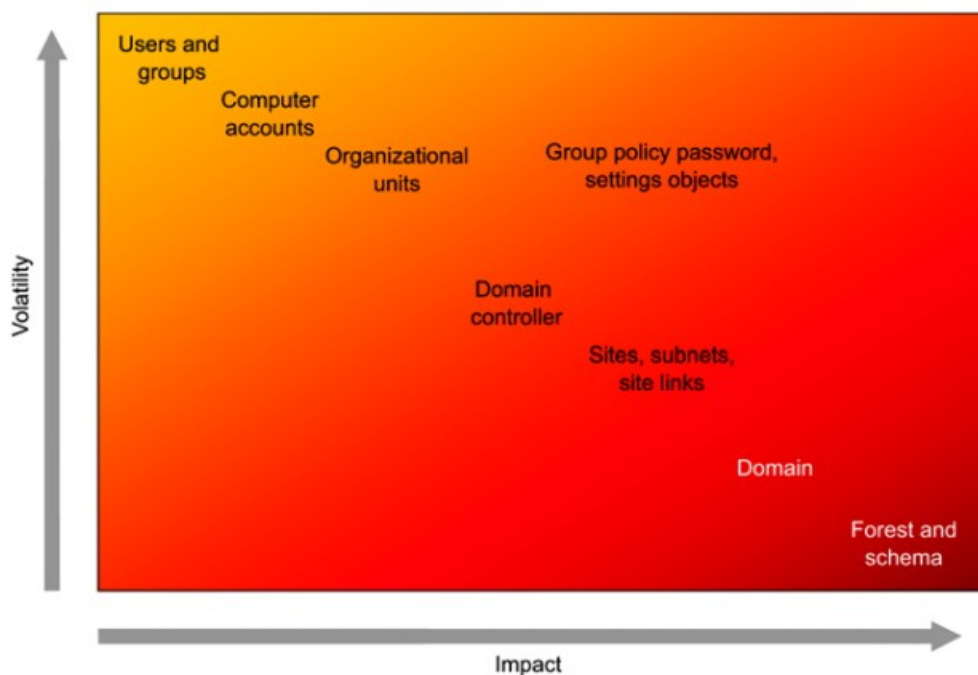 Users and
groups
Computer
accounts
Organizational
units
Group policy password,
settings objects
Domain
controller
Sites, subnets,
site links
Domain
Forest and
schema
Volatility
Impact